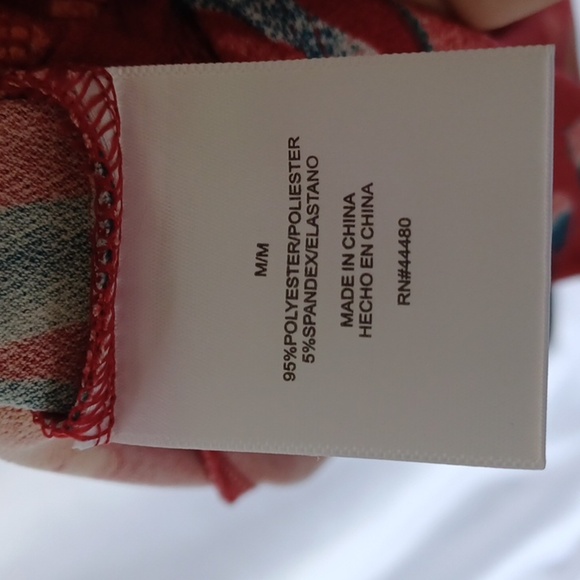 M/M
95%POLYESTER/POLIESTER
5%SPANDEX/ELASTANO
MADE IN CHINA
HECHO EN CHINA
RN#44480